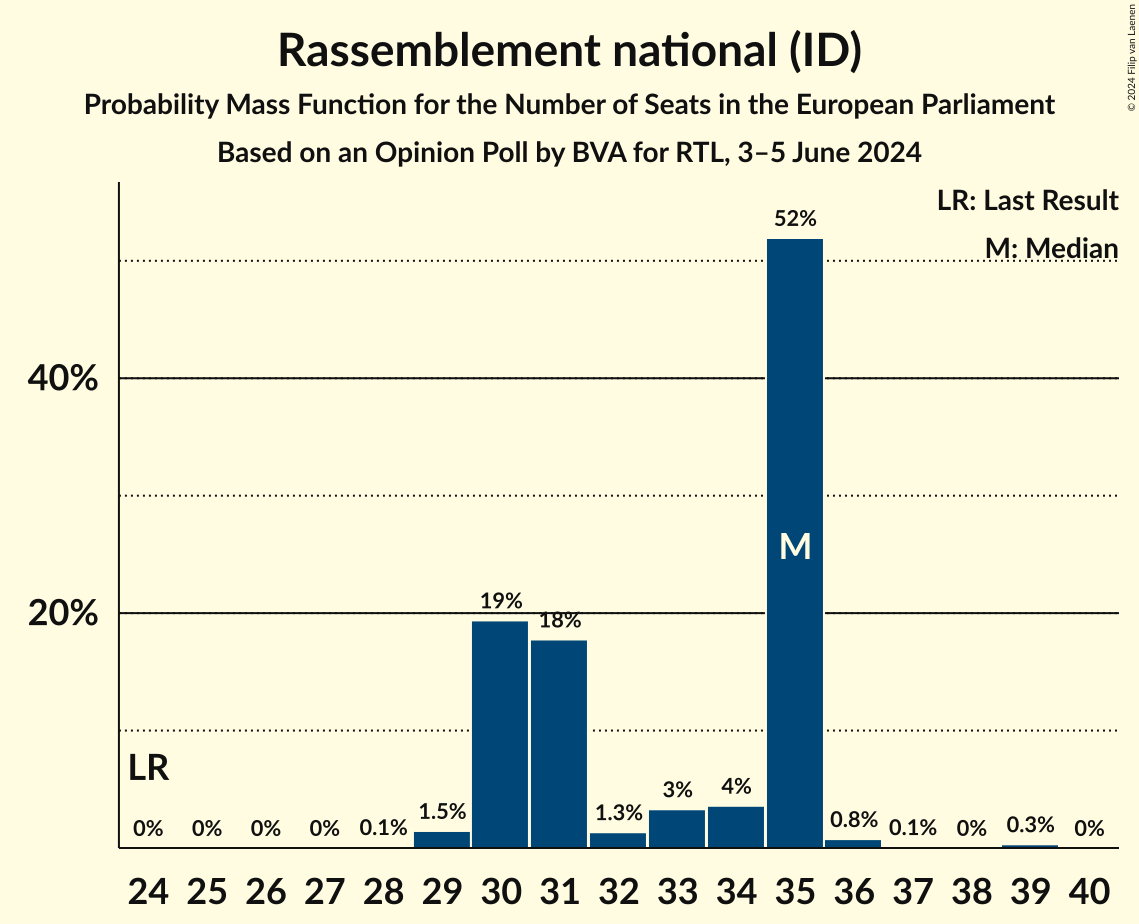 Rassemblement national (ID)
Probability Mass Function for the Number of Seats in the European Parliament
Based on an Opinion Poll by BVA for RTL, 3–5 June 2024
© 2024 Filip van Laenen
LR: Last Result
M: Median
52%
40%
M
20%
19%
18%
LR
0%
0%
0%
0%
0.1%
1.5%
1.3%
3%
4%
0.8%
0.1%
0%
0.3%
0%
24 25 26 27 28 29 30 31 32 33 34 35 36 37 38 39 40